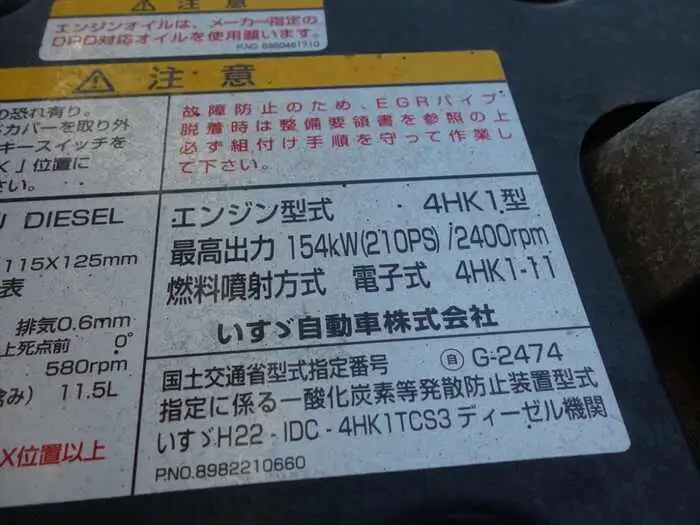 ⚠ 注意
エンジンオイルは、メーカー指定の
DPD対応オイルを使用願います。
P.NO. 8980461710
⚠ 注意
の恐れ有り。
カバーを取り外
キースイッチを
」位置に
さい。
故障防止のため、EGRパイプ
脱着時は整備要領書を参照の上
必ず組付け手順を守って作業し
て下さい。
U DIESEL
115X125mm
表
排気0.6mm
上死点前 0°
580rpm
含み) 11.5L
X位置以上
エンジン型式 4HK1型
最高出力 154kW(210PS)/2400rpm
燃料噴射方式 電子式 4HK1-11
いすゞ自動車株式会社
国土交通省型式指定番号 自 G-2474
指定に係る一酸化炭素等発散防止装置型式
いすゞH22-IDC-4HK1TCS3ディーゼル機関
P.NO.8982210660